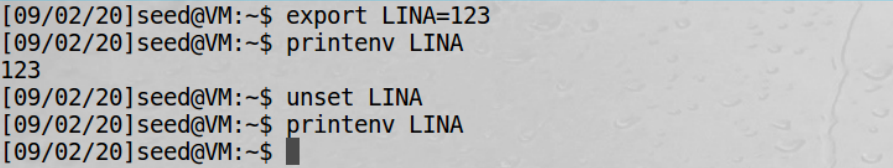 [09/02/20]seed@VM:~$ export LINA=123
[09/02/20]seed@VM:~$ printenv LINA
123
[09/02/20]seed@VM:~$ unset LINA
[09/02/20]seed@VM:~$ printenv LINA
[09/02/20]seed@VM:~$